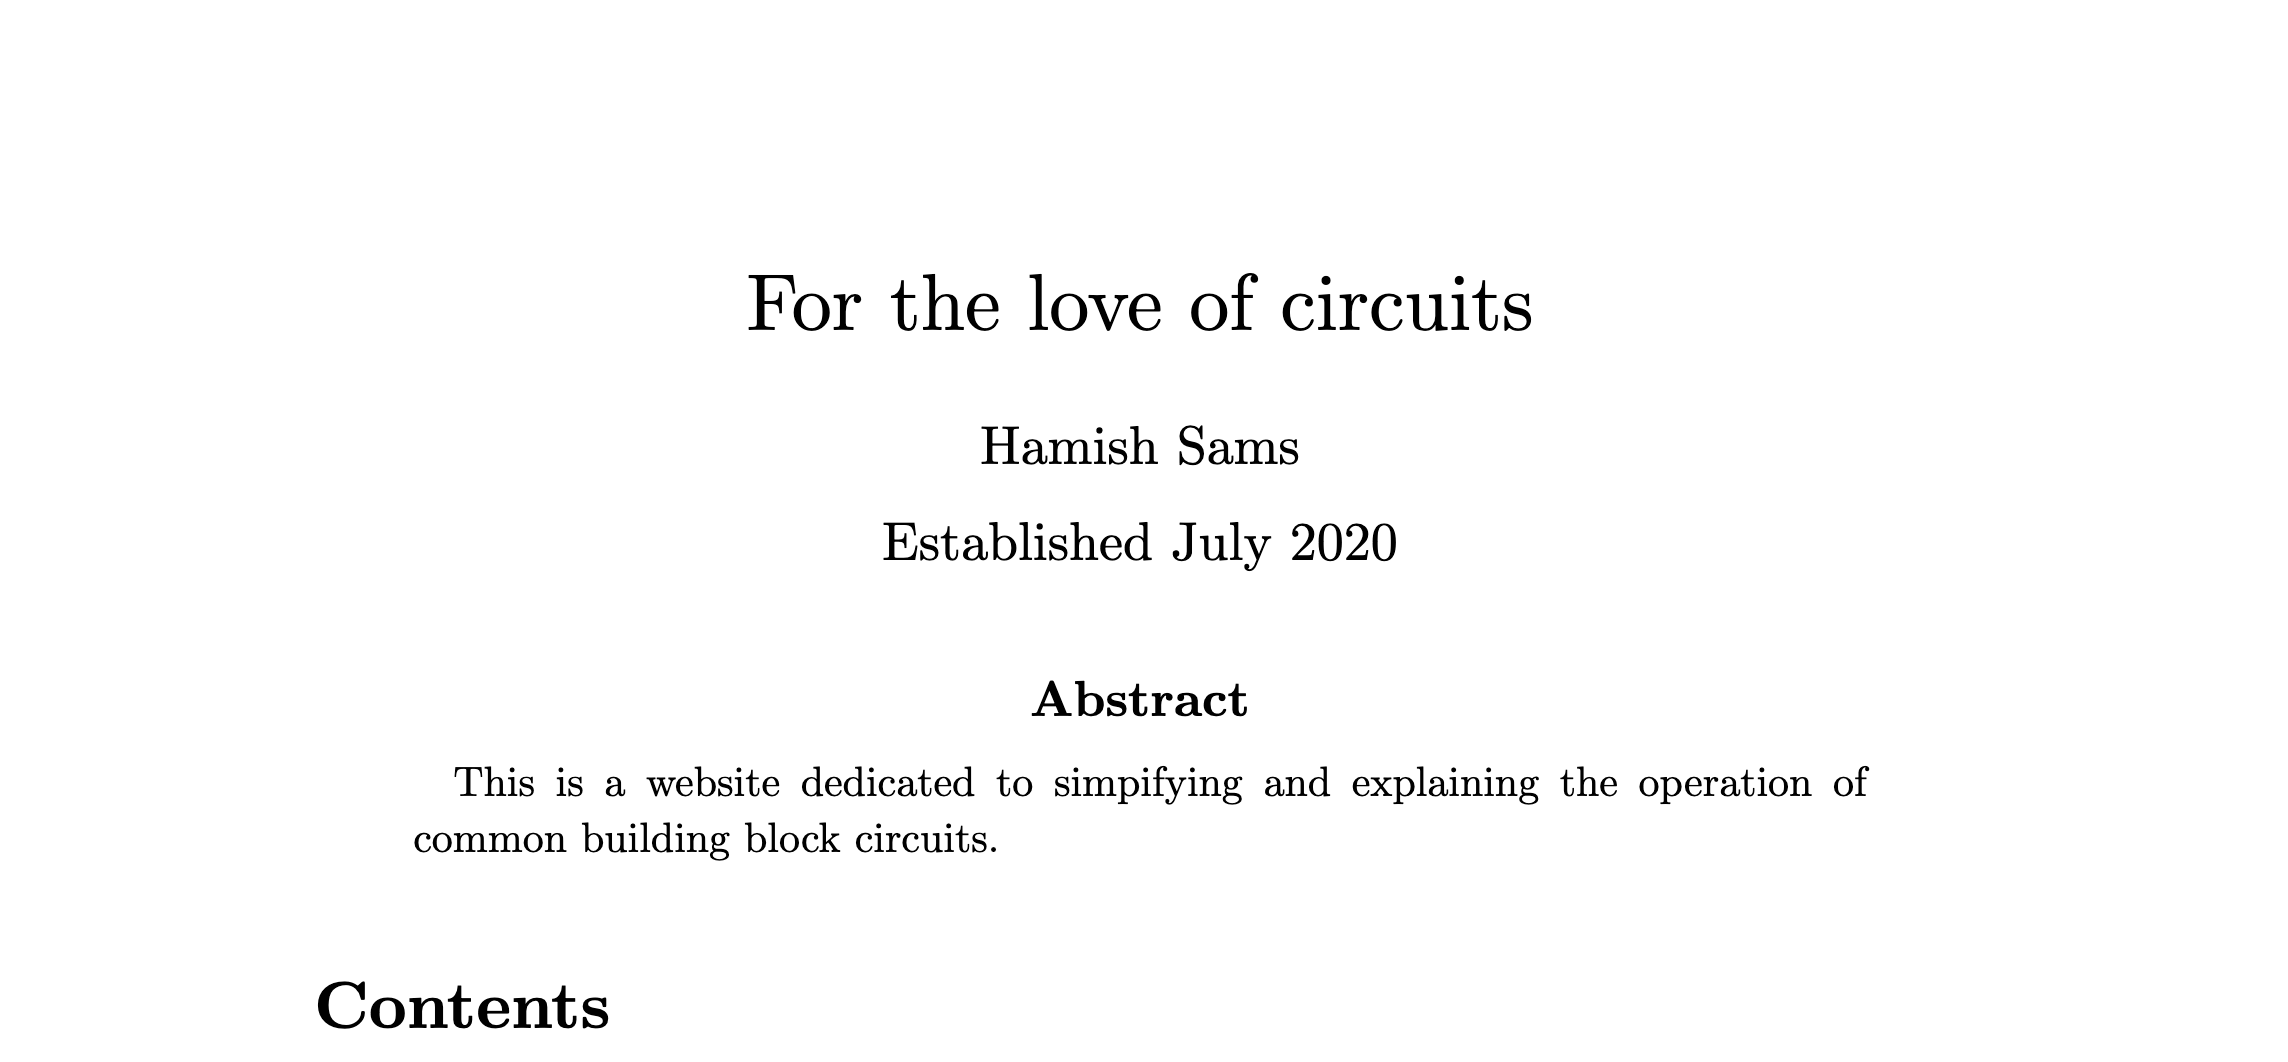 For the love of circuits
Hamish Sams
Established July 2020
Abstract
This is a website dedicated to simpifying and explaining the operation of
common building block circuits.
Contents